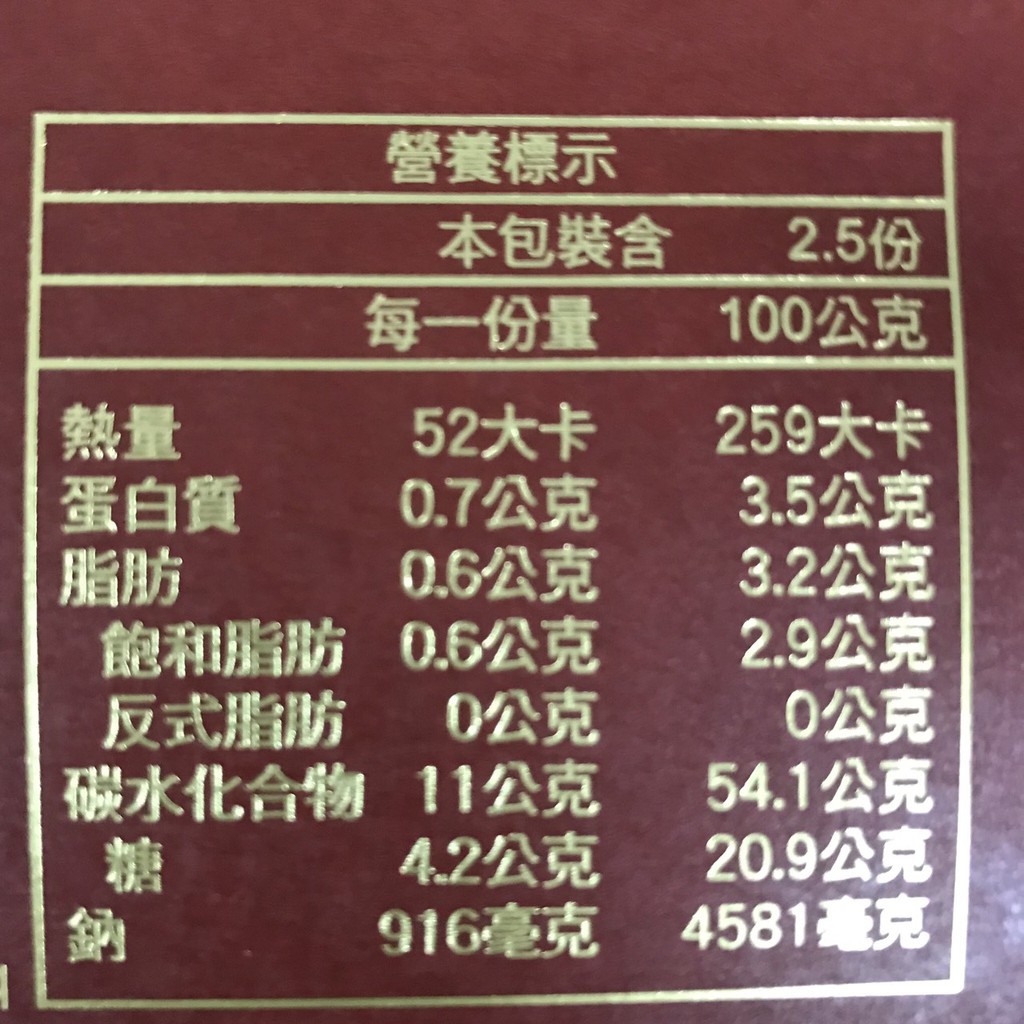 營養標示
本包裝含 2.5份
每一份量 100公克
熱量 52大卡 259大卡
蛋白質 0.7公克 3.5公克
脂肪 0.6公克 3.2公克
飽和脂肪 0.6公克 2.9公克
反式脂肪 0公克 0公克
碳水化合物 11公克 54.1公克
糖 4.2公克 20.9公克
鈉 916毫克 4581毫克